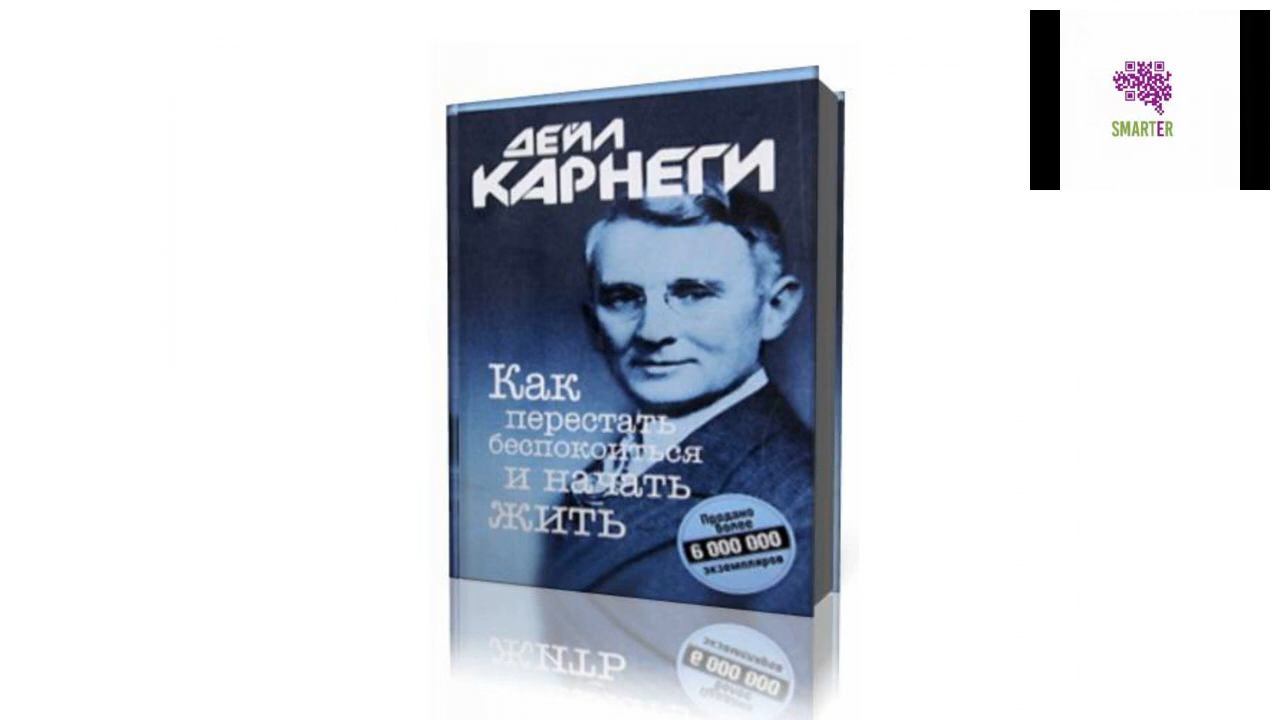 ДЕЙЛ
КАРНЕГИ
Как
перестать
беспокоиться
и начать
жить
Продано
более
6 000 000
экземпляров
SMARTER